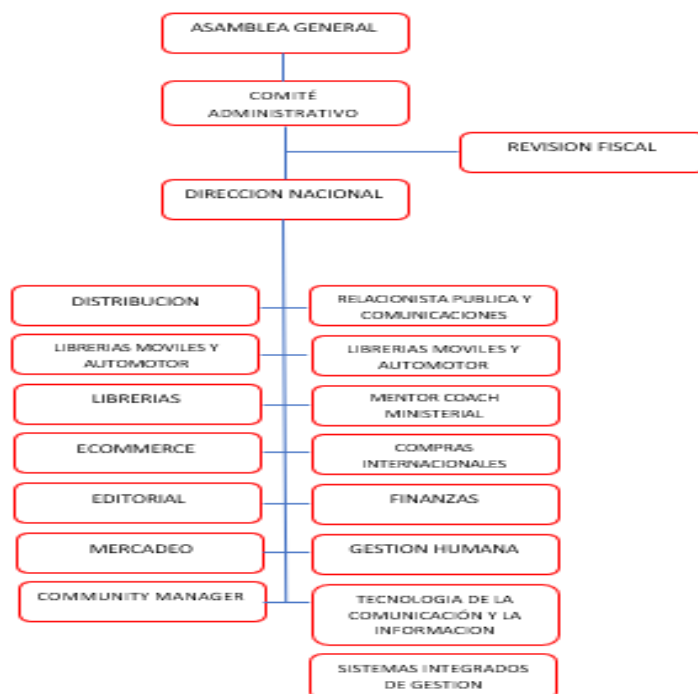 ASAMBLEA GENERAL
COMITÉ
ADMINISTRATIVO
REVISION FISCAL
DIRECCION NACIONAL
DISTRIBUCION
RELACIONISTA PUBLICA Y
COMUNICACIONES
LIBRERIAS MOVILES Y
AUTOMOTOR
LIBRERIAS MOVILES Y
AUTOMOTOR
LIBRERIAS
MENTOR COACH
MINISTERIAL
ECOMMERCE
COMPRAS
INTERNACIONALES
EDITORIAL
FINANZAS
MERCADEO
GESTION HUMANA
COMMUNITY MANAGER
TECNOLOGIA DE LA
COMUNICACIÓN Y LA
INFORMACION
SISTEMAS INTEGRADOS
DE GESTION